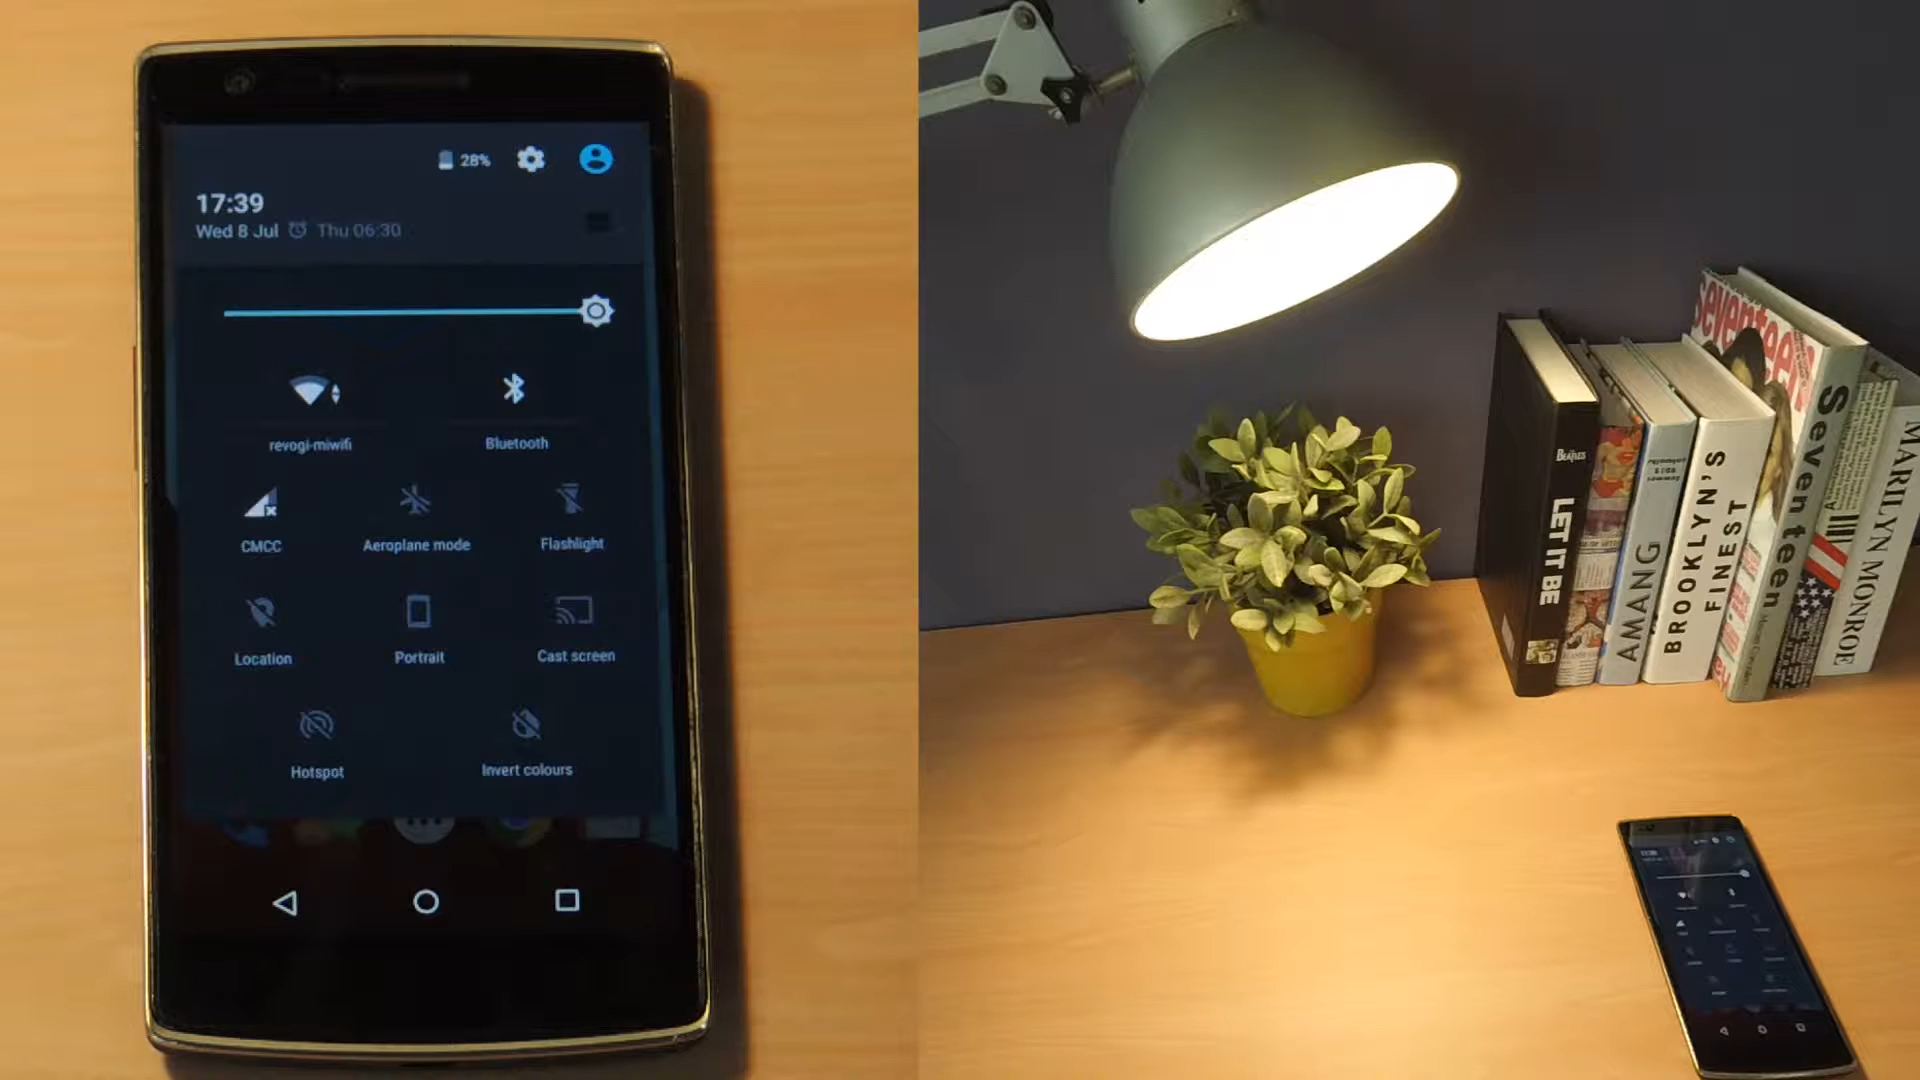 28%
17:39
Wed 8 Jul Thu 06:30
revogi-miwifi
Bluetooth
CMCC
Aeroplane mode
Flashlight
Location
Portrait
Cast screen
Hotspot
Invert colours
BEATLES
LET IT BE
AMANG
BROOKLYN'S
FINEST
seventeen
Seventeen
MARILYN MONROE